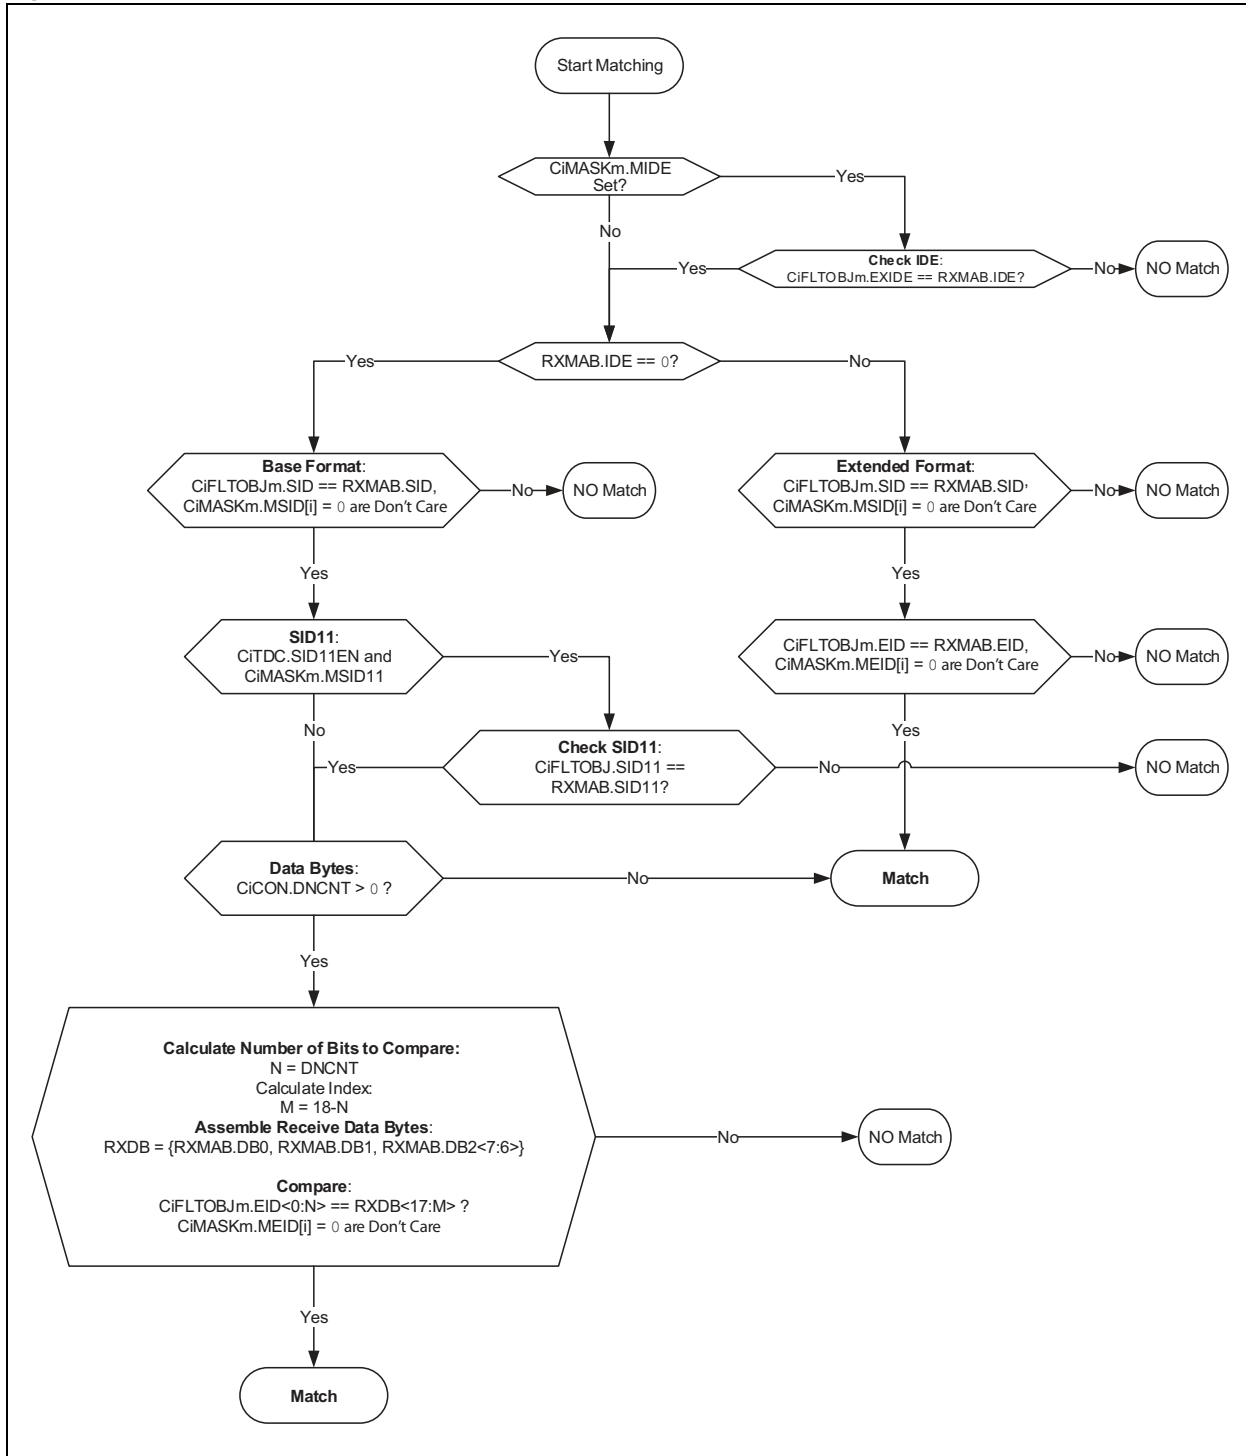 Start Matching
CiMASKm.MIDE
Set?
Yes
No
Check IDE:
CiFLTOBJm.EXIDE == RXMAB.IDE?
Yes
No
NO Match
RXMAB.IDE == 0?
Yes
No
Base Format:
CiFLTOBJm.SID == RXMAB.SID,
CiMASKm.MSID[i] = 0 are Don't Care
No
NO Match
Extended Format:
CiFLTOBJm.SID == RXMAB.SID,
CiMASKm.MSID[i] = 0 are Don't Care
No
NO Match
Yes
Yes
SID11:
CiTDC.SID11EN and
CiMASKm.MSID11
Yes
CiFLTOBJm.EID == RXMAB.EID,
CiMASKm.MEID[i] = 0 are Don't Care
No
NO Match
No
Yes
Check SID11:
CiFLTOBJ.SID11 ==
RXMAB.SID11?
Yes
No
NO Match
Data Bytes:
CiCON.DNCNT > 0 ?
No
Match
Yes
Calculate Number of Bits to Compare:
N = DNCNT
Calculate Index:
M = 18-N
Assemble Receive Data Bytes:
RXDB = {RXMAB.DB0, RXMAB.DB1, RXMAB.DB2<7:6>}
Compare:
CiFLTOBJm.EID<0:N> == RXDB<17:M> ?
CiMASKm.MEID[i] = 0 are Don't Care
No
NO Match
Yes
Match